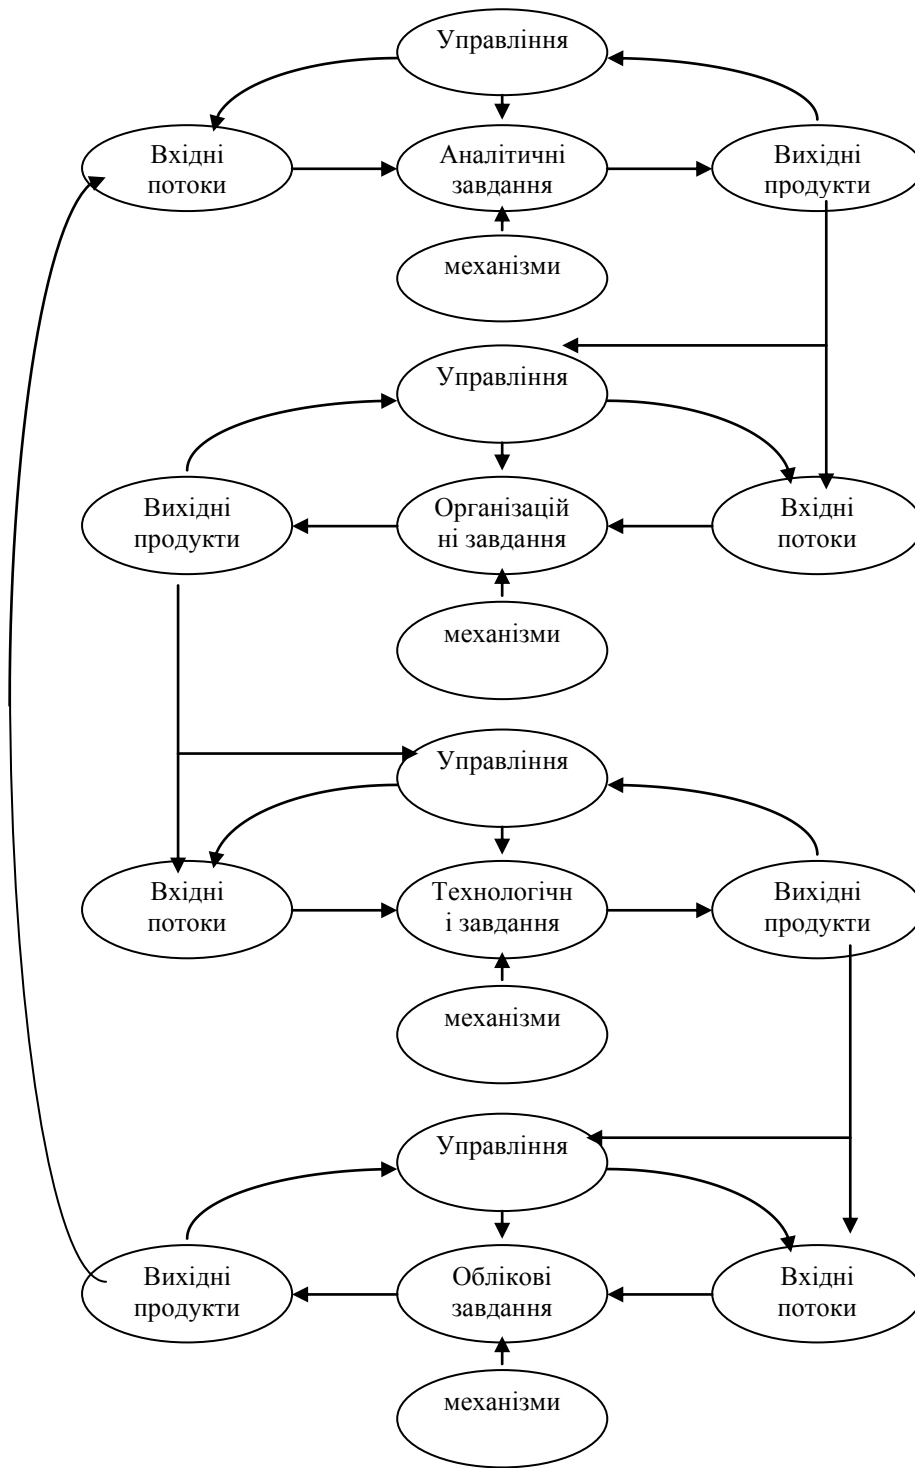 Управління
Вхідні
потоки
Аналітичні
завдання
Вихідні
продукти
механізми
Управління
Вихідні
продукти
Організацій
ні завдання
Вхідні
потоки
механізми
Управління
Вхідні
потоки
Технологічн
і завдання
Вихідні
продукти
механізми
Управління
Вихідні
продукти
Облікові
завдання
Вхідні
потоки
механізми